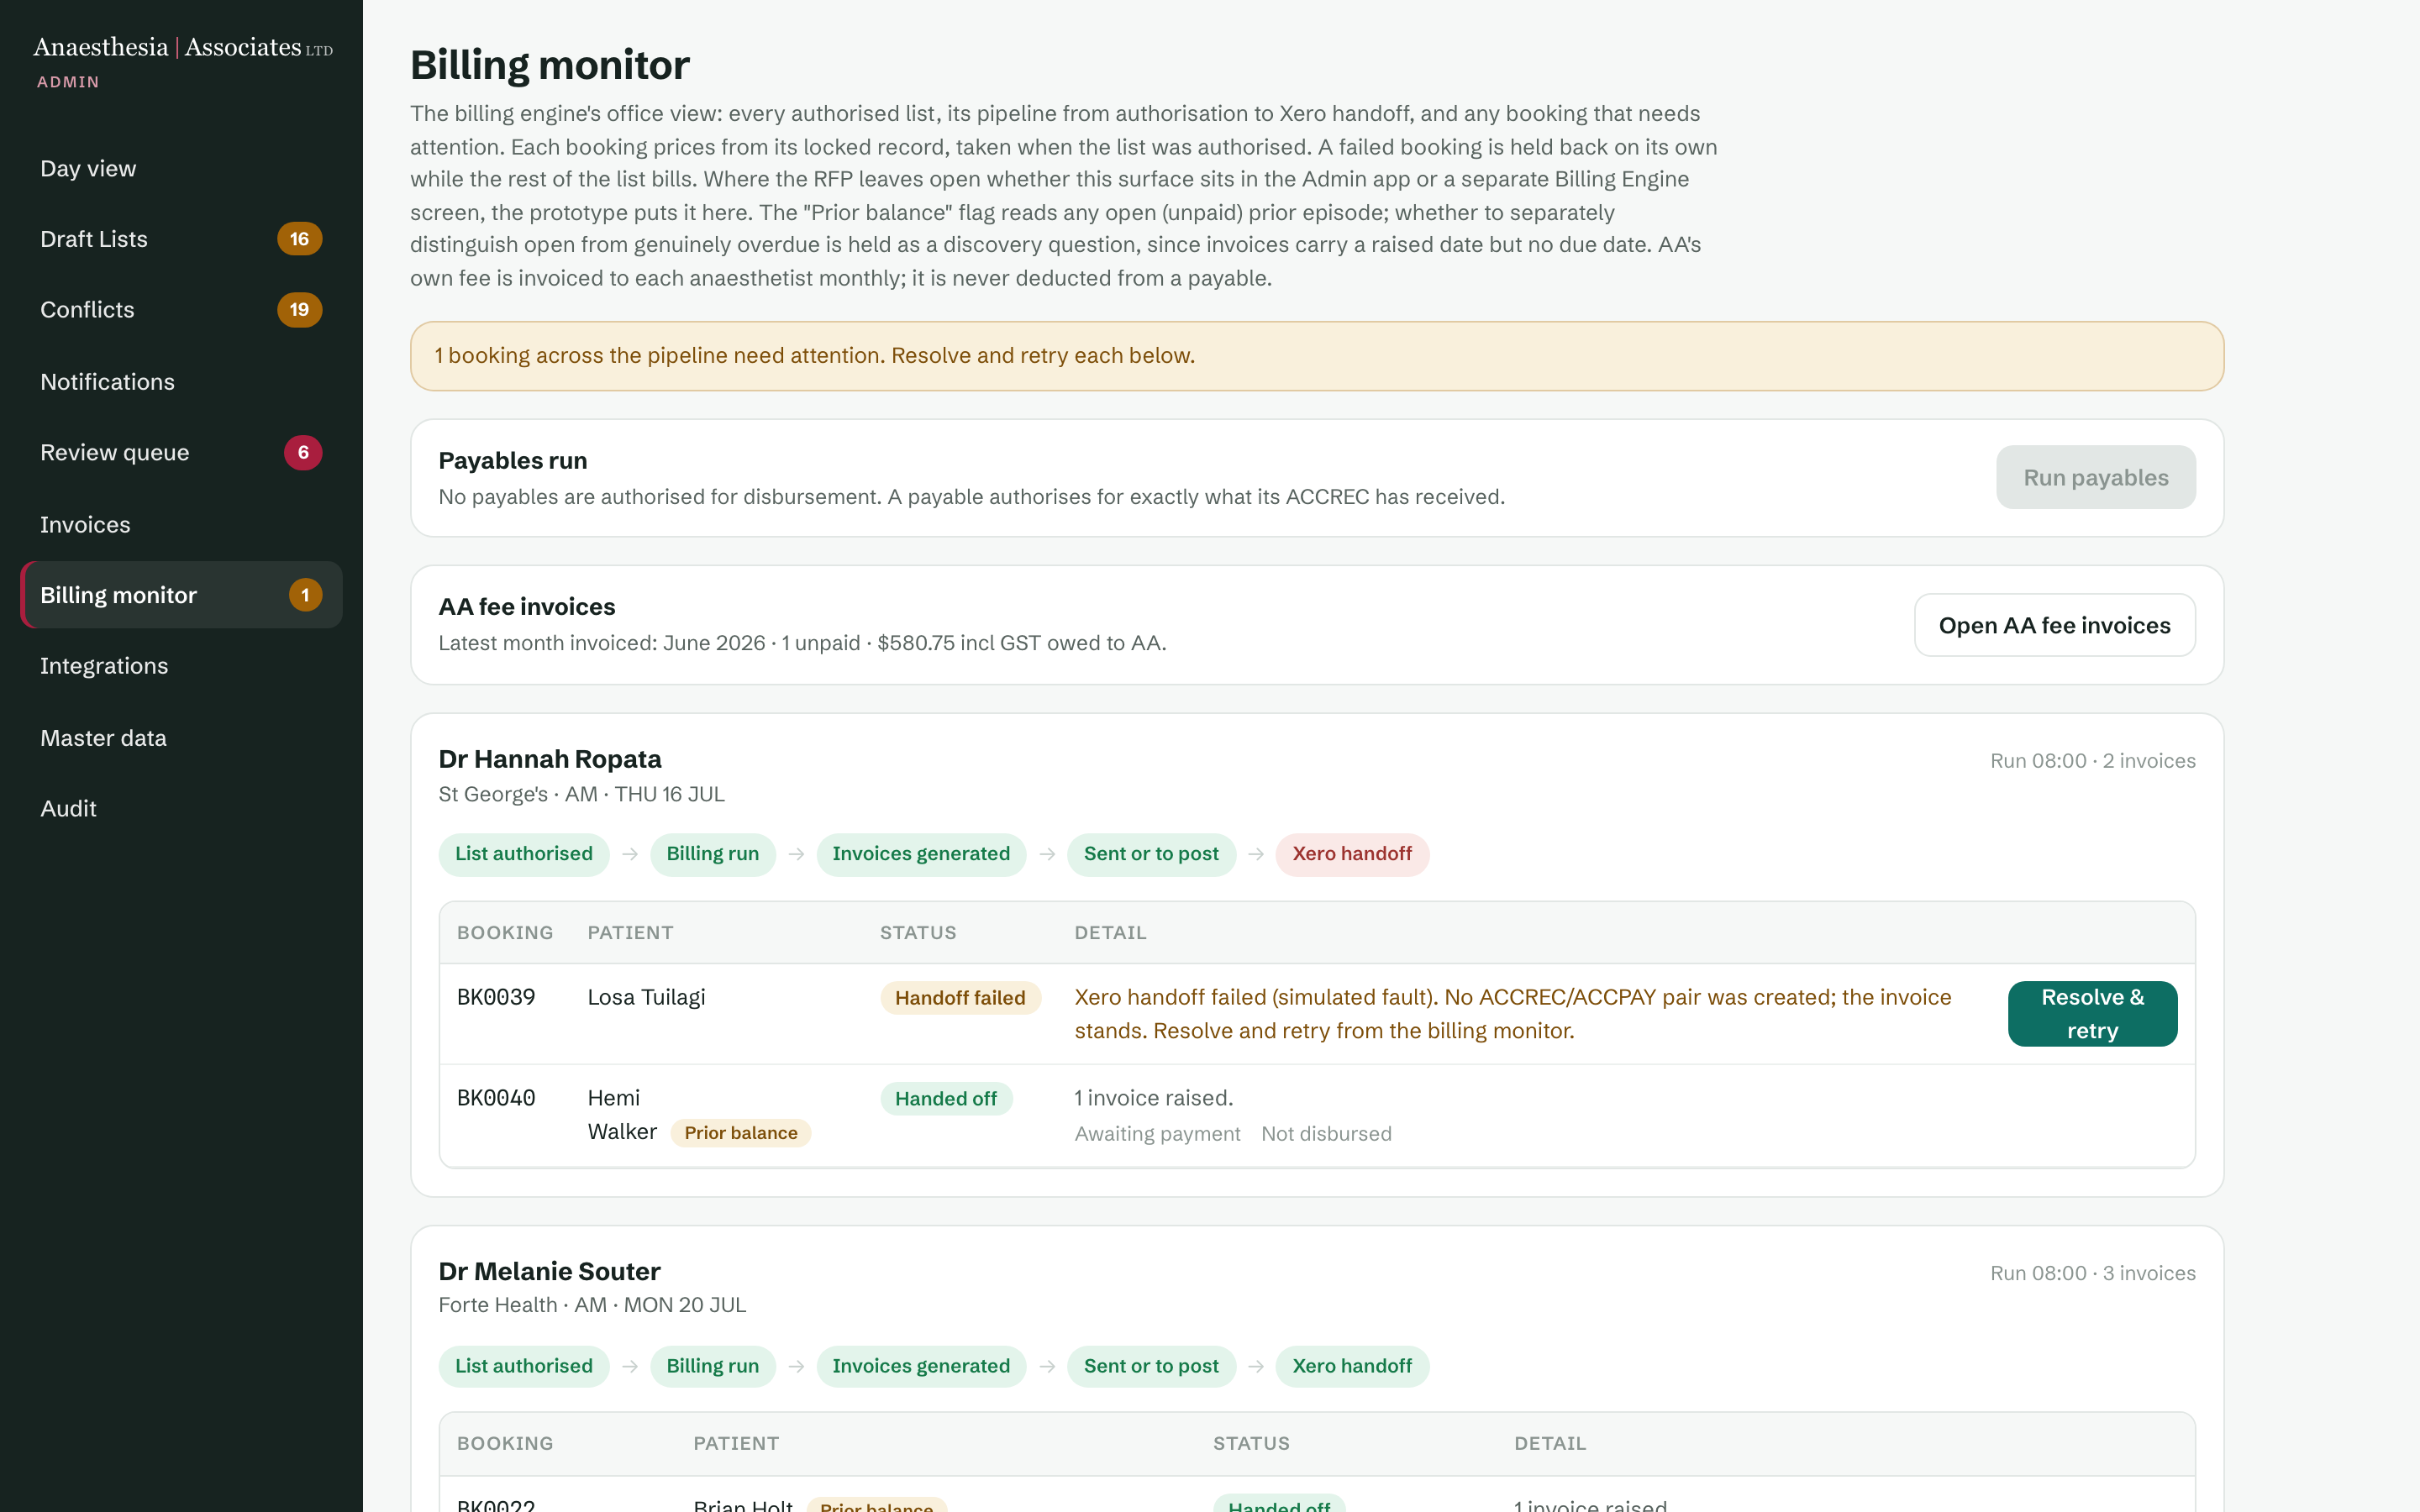 Anaesthesia | Associates LTD
ADMIN
Day view
Draft Lists 16
Conflicts 19
Notifications
Review queue 6
Invoices
Billing monitor 1
Integrations
Master data
Audit
Billing monitor
The billing engine's office view: every authorised list, its pipeline from authorisation to Xero handoff, and any booking that needs
attention. Each booking prices from its locked record, taken when the list was authorised. A failed booking is held back on its own
while the rest of the list bills. Where the RFP leaves open whether this surface sits in the Admin app or a separate Billing Engine
screen, the prototype puts it here. The "Prior balance" flag reads any open (unpaid) prior episode; whether to separately
distinguish open from genuinely overdue is held as a discovery question, since invoices carry a raised date but no due date. AA's
own fee is invoiced to each anaesthetist monthly; it is never deducted from a payable.
1 booking across the pipeline need attention. Resolve and retry each below.
Payables run
No payables are authorised for disbursement. A payable authorises for exactly what its ACCREC has received.
Run payables
AA fee invoices
Latest month invoiced: June 2026 · 1 unpaid · $580.75 incl GST owed to AA.
Open AA fee invoices
Dr Hannah Ropata
Run 08:00 · 2 invoices
St George's · AM · THU 16 JUL
List authorised → Billing run → Invoices generated → Sent or to post → Xero handoff
BOOKING PATIENT STATUS DETAIL
BK0039 Losa Tuilagi Handoff failed Xero handoff failed (simulated fault). No ACCREC/ACCPAY pair was created; the invoice
stands. Resolve and retry from the billing monitor.
Resolve &
retry
BK0040 Hemi Handed off 1 invoice raised.
Walker Prior balance Awaiting payment Not disbursed
Dr Melanie Souter
Run 08:00 · 3 invoices
Forte Health · AM · MON 20 JUL
List authorised → Billing run → Invoices generated → Sent or to post → Xero handoff
BOOKING PATIENT STATUS DETAIL
BK0022 Brian Holt Prior balance Handed off 1 invoice raised.